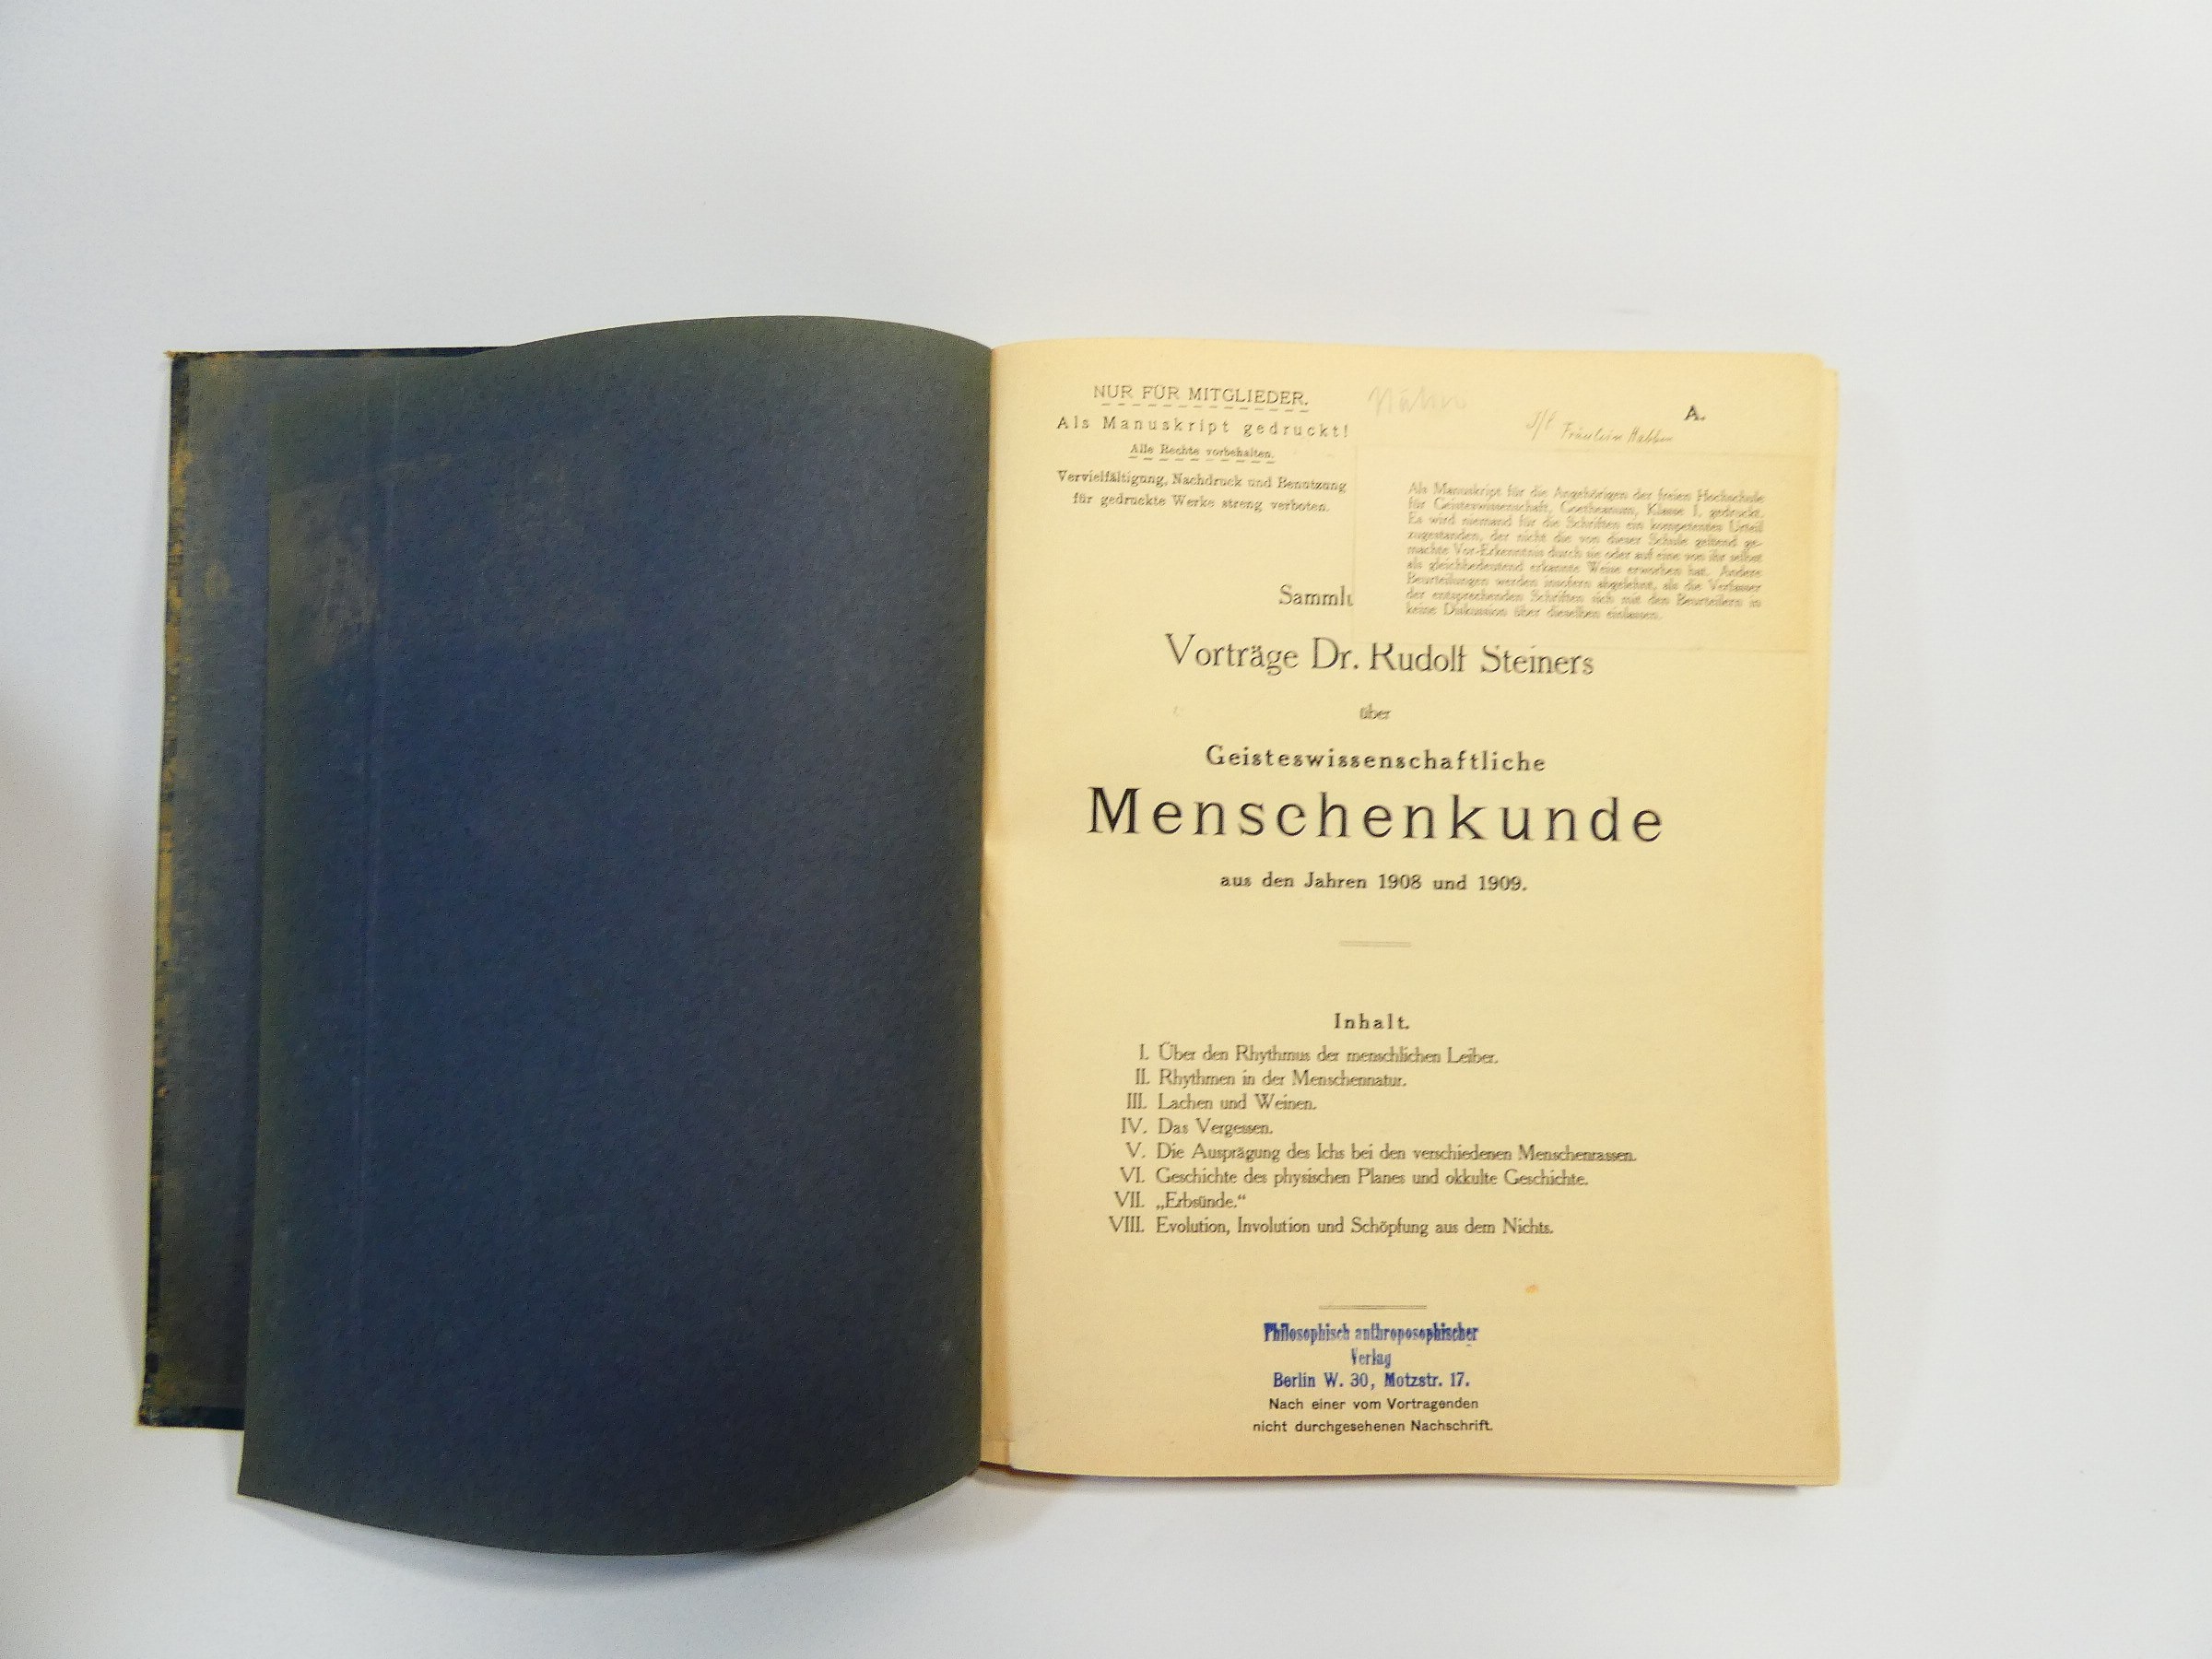 NUR FÜR MITGLIEDER.
Als Manuskript gedruckt!
Alle Rechte vorbehalten.
Vervielfältigung, Nachdruck und Benutzung
für gedruckte Werke streng verboten.
A.
Fräulein
Als Manuskript für die Angehörigen der freien Hochschule
für Geisteswissenschaft, Goetheanum, Klasse I. gedruckt.
Es wird niemand für die Schriften ein kompetentes Urteil
zugestanden, der nicht die von dieser Schule geltend ge-
machte Vor-Erkenntnis durch sie oder auf eine von ihr selbst
als gleichbedeutend erkannte Weise erworben hat. Andere
Beurteilungen werden insofern abgelehnt, als die Verfasser
der entsprechenden Schriften sich mit den Beurteilern in
keine Diskussion über dieselben einlassen.
Samml
Vorträge Dr. Rudolf Steiners
über
Geisteswissenschaftliche
Menschenkunde
aus den Jahren 1908 und 1909.
Inhalt.
I. Über den Rhythmus der menschlichen Leiber.
II. Rhythmen in der Menschennatur.
III. Lachen und Weinen.
IV. Das Vergessen.
V. Die Ausprägung des Ichs bei den verschiedenen Menschenrassen.
VI. Geschichte des physischen Planes und okkulte Geschichte.
VII. „Erbsünde.“
VIII. Evolution, Involution und Schöpfung aus dem Nichts.
Philosophisch anthroposophischer
Verlag
Berlin W. 30, Motzstr. 17.
Nach einer vom Vortragenden
nicht durchgesehenen Nachschrift.